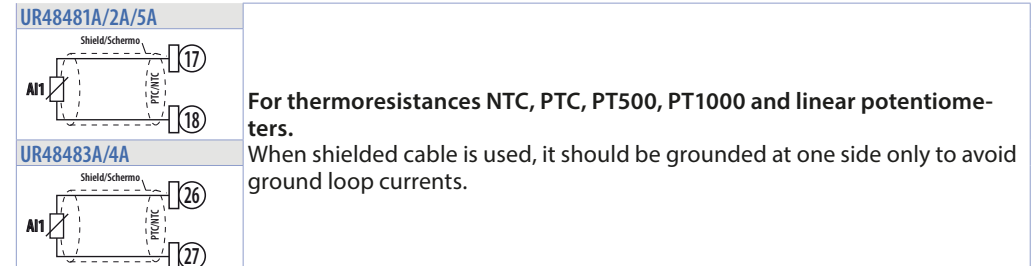 UR48481A/2A/5A
Shield/Schermo
17
AI1
PTC/NTC
18
UR48483A/4A
Shield/Schermo
26
AI1
PTC/NTC
27
For thermoresistances NTC, PTC, PT500, PT1000 and linear potentiome-
ters.
When shielded cable is used, it should be grounded at one side only to avoid
ground loop currents.